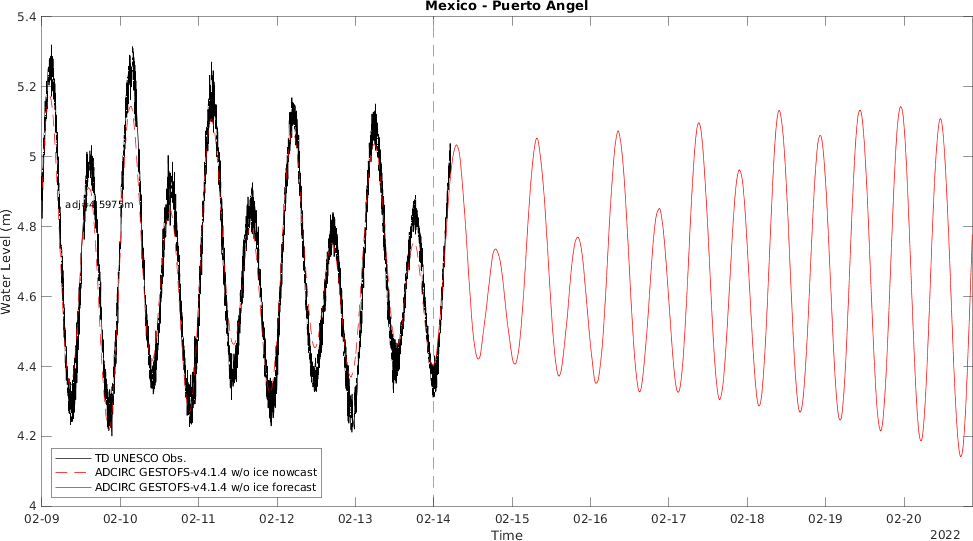 Mexico - Puerto Angel
5.4
5.2
5
4.8
4.6
4.4
4.2
4
Water Level (m)
adj=4.5975m
TD UNESCO Obs.
ADCIRC GESTOFS-v4.1.4 w/o ice nowcast
ADCIRC GESTOFS-v4.1.4 w/o ice forecast
02-09 02-10 02-11 02-12 02-13 02-14 02-15 02-16 02-17 02-18 02-19 02-20
Time
2022